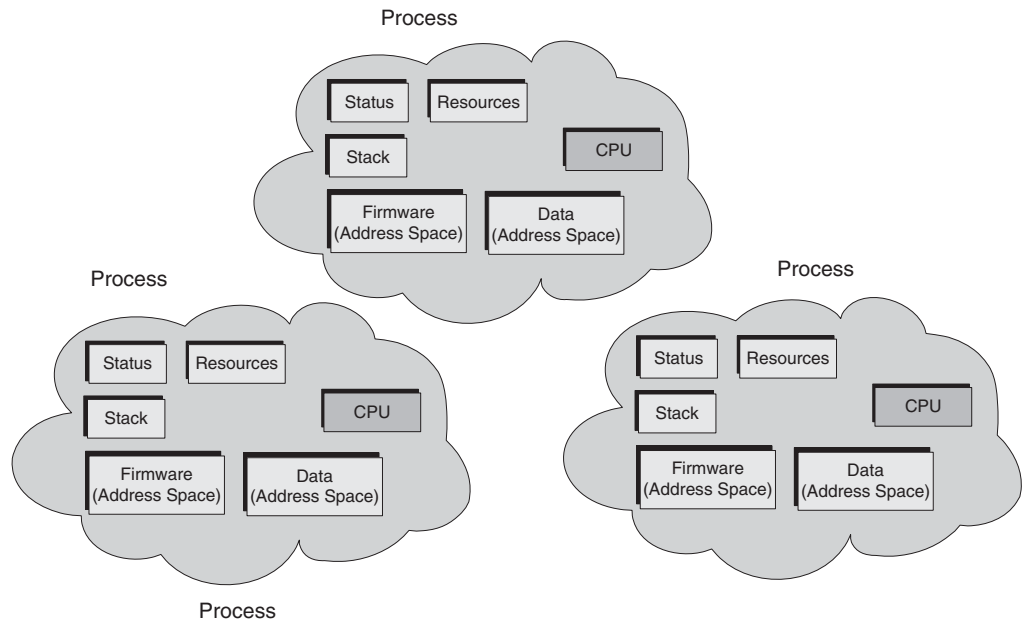 Process
Status
Resources
Stack
CPU
Firmware
(Address Space)
Data
(Address Space)
Process
Status
Resources
Stack
CPU
Firmware
(Address Space)
Data
(Address Space)
Process
Status
Resources
Stack
CPU
Firmware
(Address Space)
Data
(Address Space)
Process